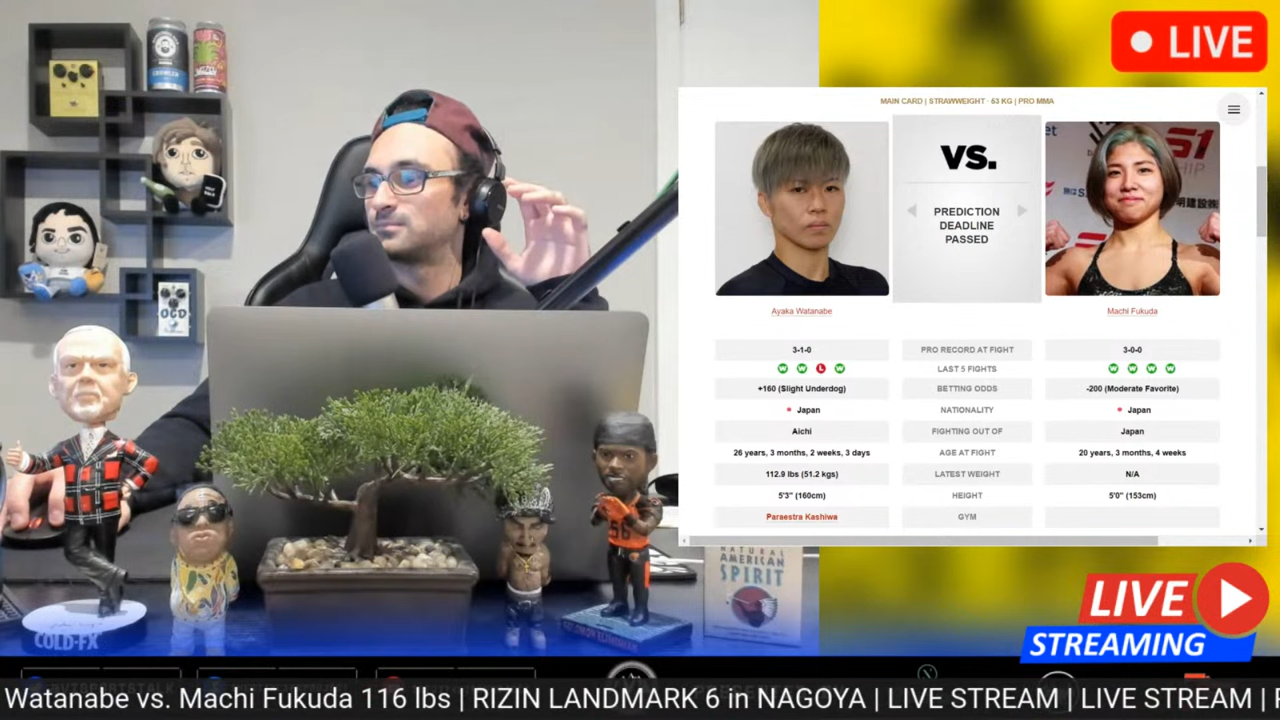 LIVE
MAIN CARD | STRAWWEIGHT · 53 KG | PRO MMA
VS.
PREDICTION
DEADLINE
PASSED
Ayaka Watanabe
Machi Fukuda
3-1-0 PRO RECORD AT FIGHT 3-0-0
W W L W LAST 5 FIGHTS W W W W
+160 (Slight Underdog) BETTING ODDS -200 (Moderate Favorite)
Japan NATIONALITY Japan
Aichi FIGHTING OUT OF Japan
26 years, 3 months, 2 weeks, 3 days AGE AT FIGHT 20 years, 3 months, 4 weeks
112.9 lbs (51.2 kgs) LATEST WEIGHT N/A
5'3" (160cm) HEIGHT 5'0" (153cm)
Paraestra Kashiwa GYM
OCD
NATURAL
AMERICAN
SPIRIT
COLD-FX
LIVE
STREAMING
Watanabe vs. Machi Fukuda 116 lbs | RIZIN LANDMARK 6 in NAGOYA | LIVE STREAM | LIVE STREAM |